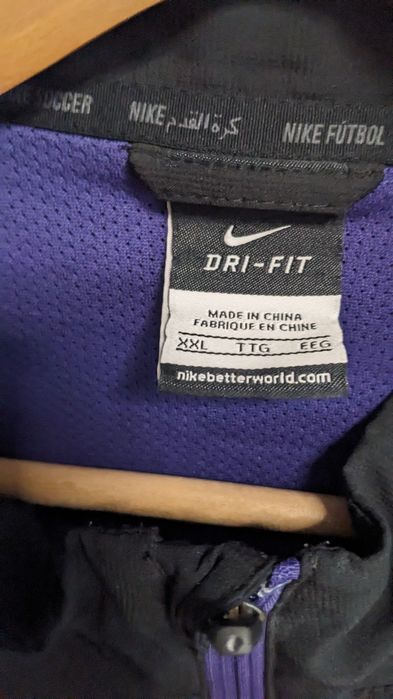 SOCCER NIKE كرة القدم NIKE FÚTBOL
DRI-FIT
MADE IN CHINA
FABRIQUE EN CHINE
XXL TTG EEG
nikebetterworld.com